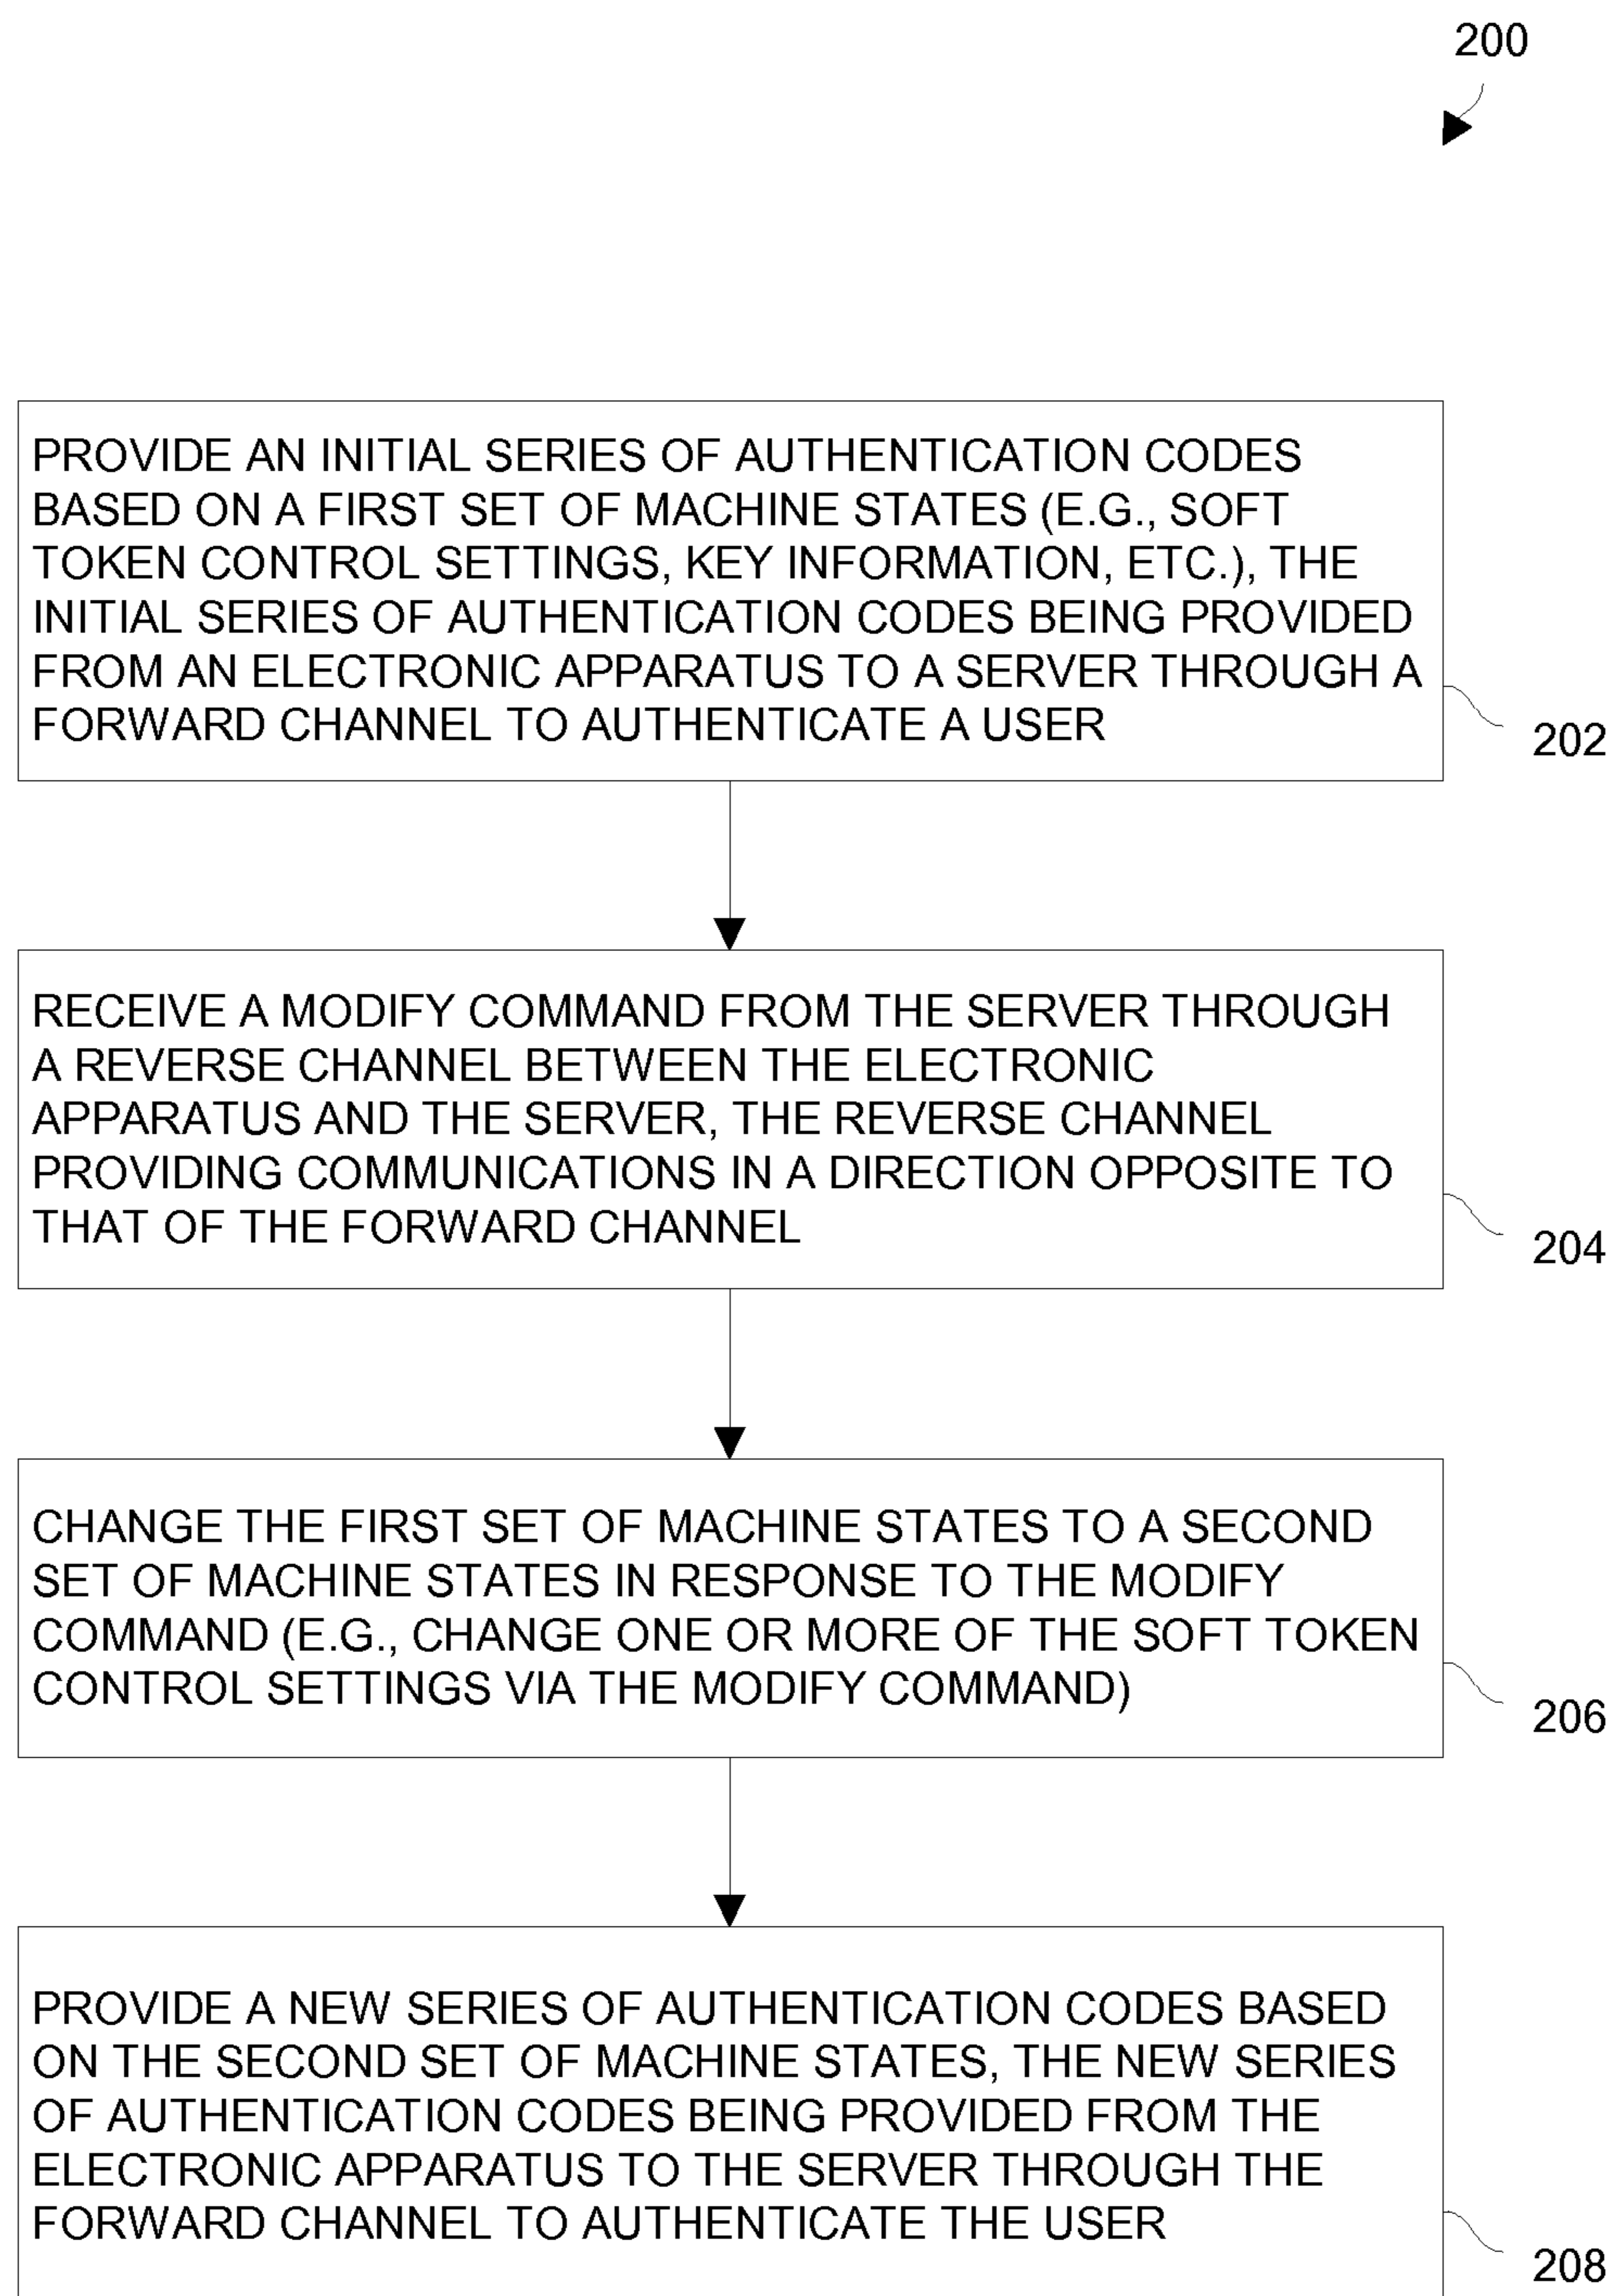 200
PROVIDE AN INITIAL SERIES OF AUTHENTICATION CODES
BASED ON A FIRST SET OF MACHINE STATES (E.G., SOFT
TOKEN CONTROL SETTINGS, KEY INFORMATION, ETC.), THE
INITIAL SERIES OF AUTHENTICATION CODES BEING PROVIDED
FROM AN ELECTRONIC APPARATUS TO A SERVER THROUGH A
FORWARD CHANNEL TO AUTHENTICATE A USER
202
RECEIVE A MODIFY COMMAND FROM THE SERVER THROUGH
A REVERSE CHANNEL BETWEEN THE ELECTRONIC
APPARATUS AND THE SERVER, THE REVERSE CHANNEL
PROVIDING COMMUNICATIONS IN A DIRECTION OPPOSITE TO
THAT OF THE FORWARD CHANNEL
204
CHANGE THE FIRST SET OF MACHINE STATES TO A SECOND
SET OF MACHINE STATES IN RESPONSE TO THE MODIFY
COMMAND (E.G., CHANGE ONE OR MORE OF THE SOFT TOKEN
CONTROL SETTINGS VIA THE MODIFY COMMAND)
206
PROVIDE A NEW SERIES OF AUTHENTICATION CODES BASED
ON THE SECOND SET OF MACHINE STATES, THE NEW SERIES
OF AUTHENTICATION CODES BEING PROVIDED FROM THE
ELECTRONIC APPARATUS TO THE SERVER THROUGH THE
FORWARD CHANNEL TO AUTHENTICATE THE USER
208